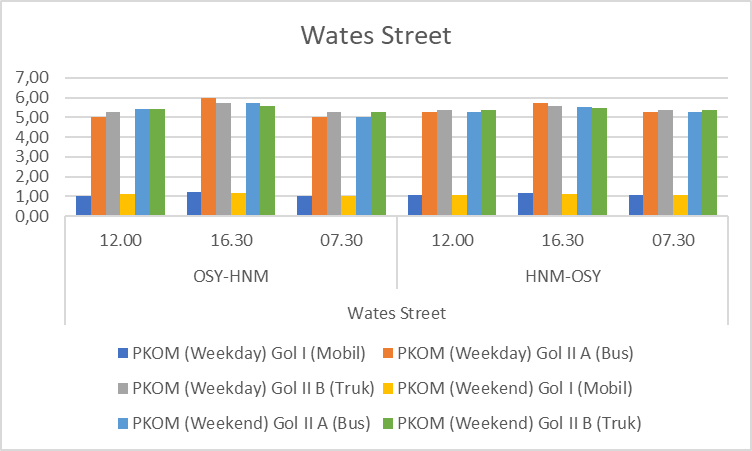 Wates Street
7,00
6,00
5,00
4,00
3,00
2,00
1,00
0,00
12.00 16.30 07.30 12.00 16.30 07.30
OSY-HNM HNM-OSY
Wates Street
PKOM (Weekday) Gol I (Mobil) PKOM (Weekday) Gol II A (Bus)
PKOM (Weekday) Gol II B (Truk) PKOM (Weekend) Gol I (Mobil)
PKOM (Weekend) Gol II A (Bus) PKOM (Weekend) Gol II B (Truk)